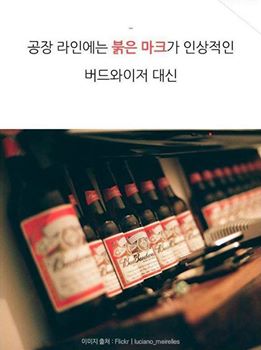 공장 라인에는 붉은 마크가 인상적인
버드와이저 대신
Budweiser
이미지 출처 : Flickr | luciano_meirelles